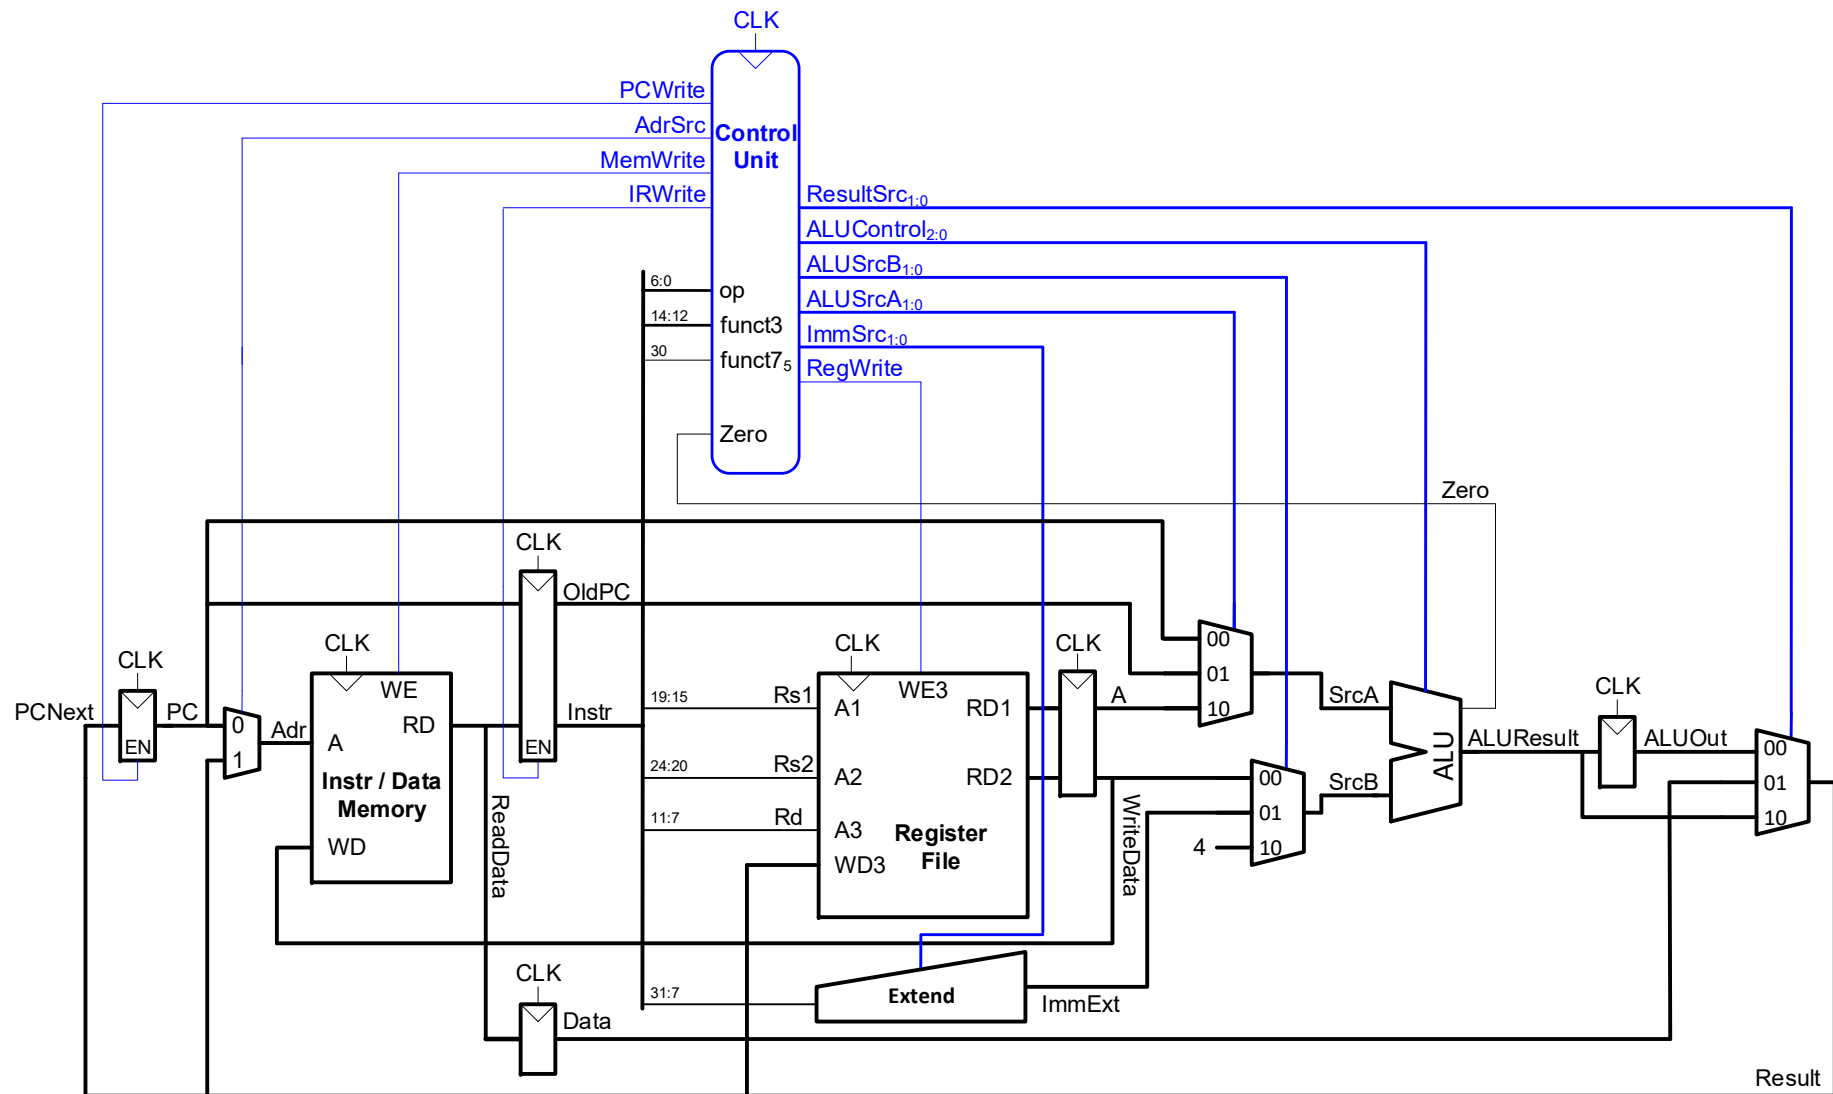 CLK
PCWrite
AdrSrc
MemWrite
IRWrite
Control
Unit
ResultSrc1:0
ALUControl2:0
ALUSrcB1:0
ALUSrcA1:0
ImmSrc1:0
RegWrite
6:0
op
14:12
funct3
30
funct75
Zero
Zero
CLK
OldPC
CLK
CLK
CLK
CLK
CLK
PCNext
EN
PC
0
1
Adr
WE
RD
A
Instr / Data
Memory
WD
EN
Instr
ReadData
19:15
Rs1
A1
24:20
Rs2
A2
11:7
Rd
A3
WD3
WE3
RD1
RD2
Register
File
A
WriteData
00
01
10
SrcA
00
01
10
4
SrcB
ALU
ALUResult
ALUOut
00
01
10
CLK
Data
31:7
Extend
ImmExt
Result